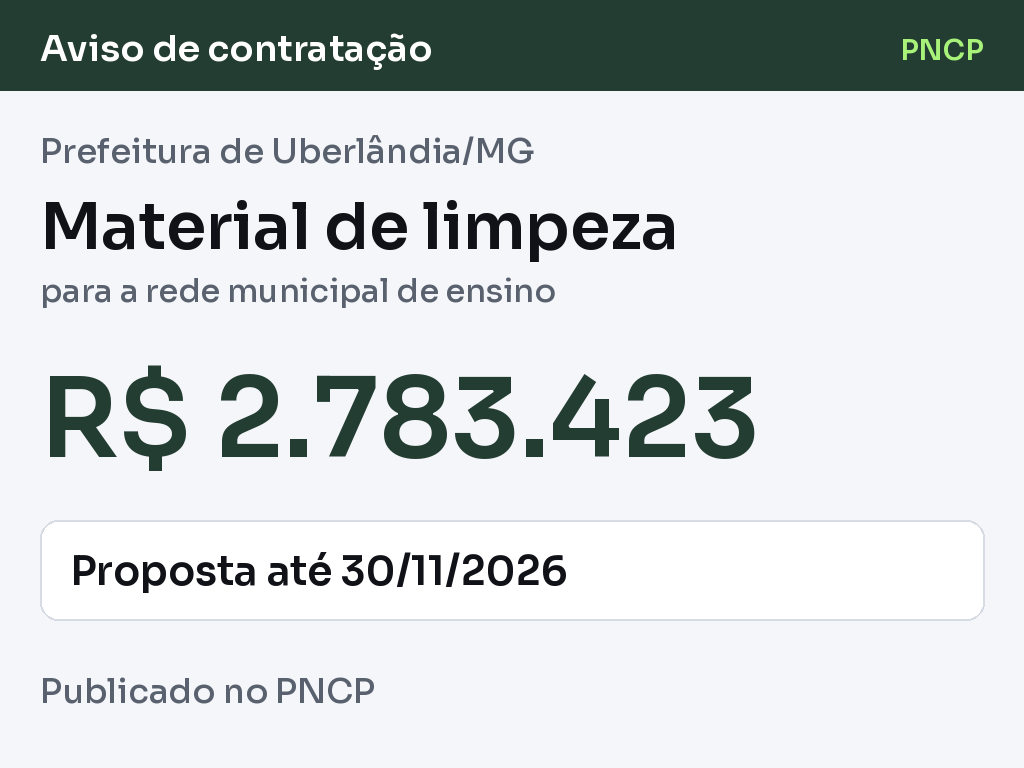 Aviso de contratação
PNCP
Prefeitura de Uberlândia/MG
Material de limpeza
para a rede municipal de ensino
R$ 2.783.423
Proposta até 30/11/2026
Publicado no PNCP